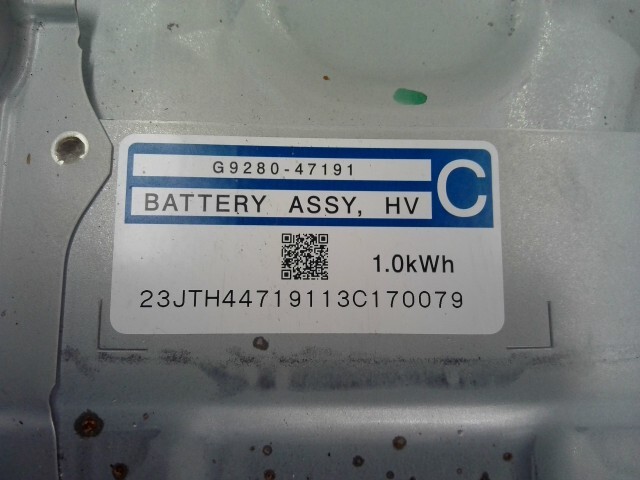 G9280-47191
C
BATTERY ASSY, HV
1.0kWh
23JTH44719113C170079